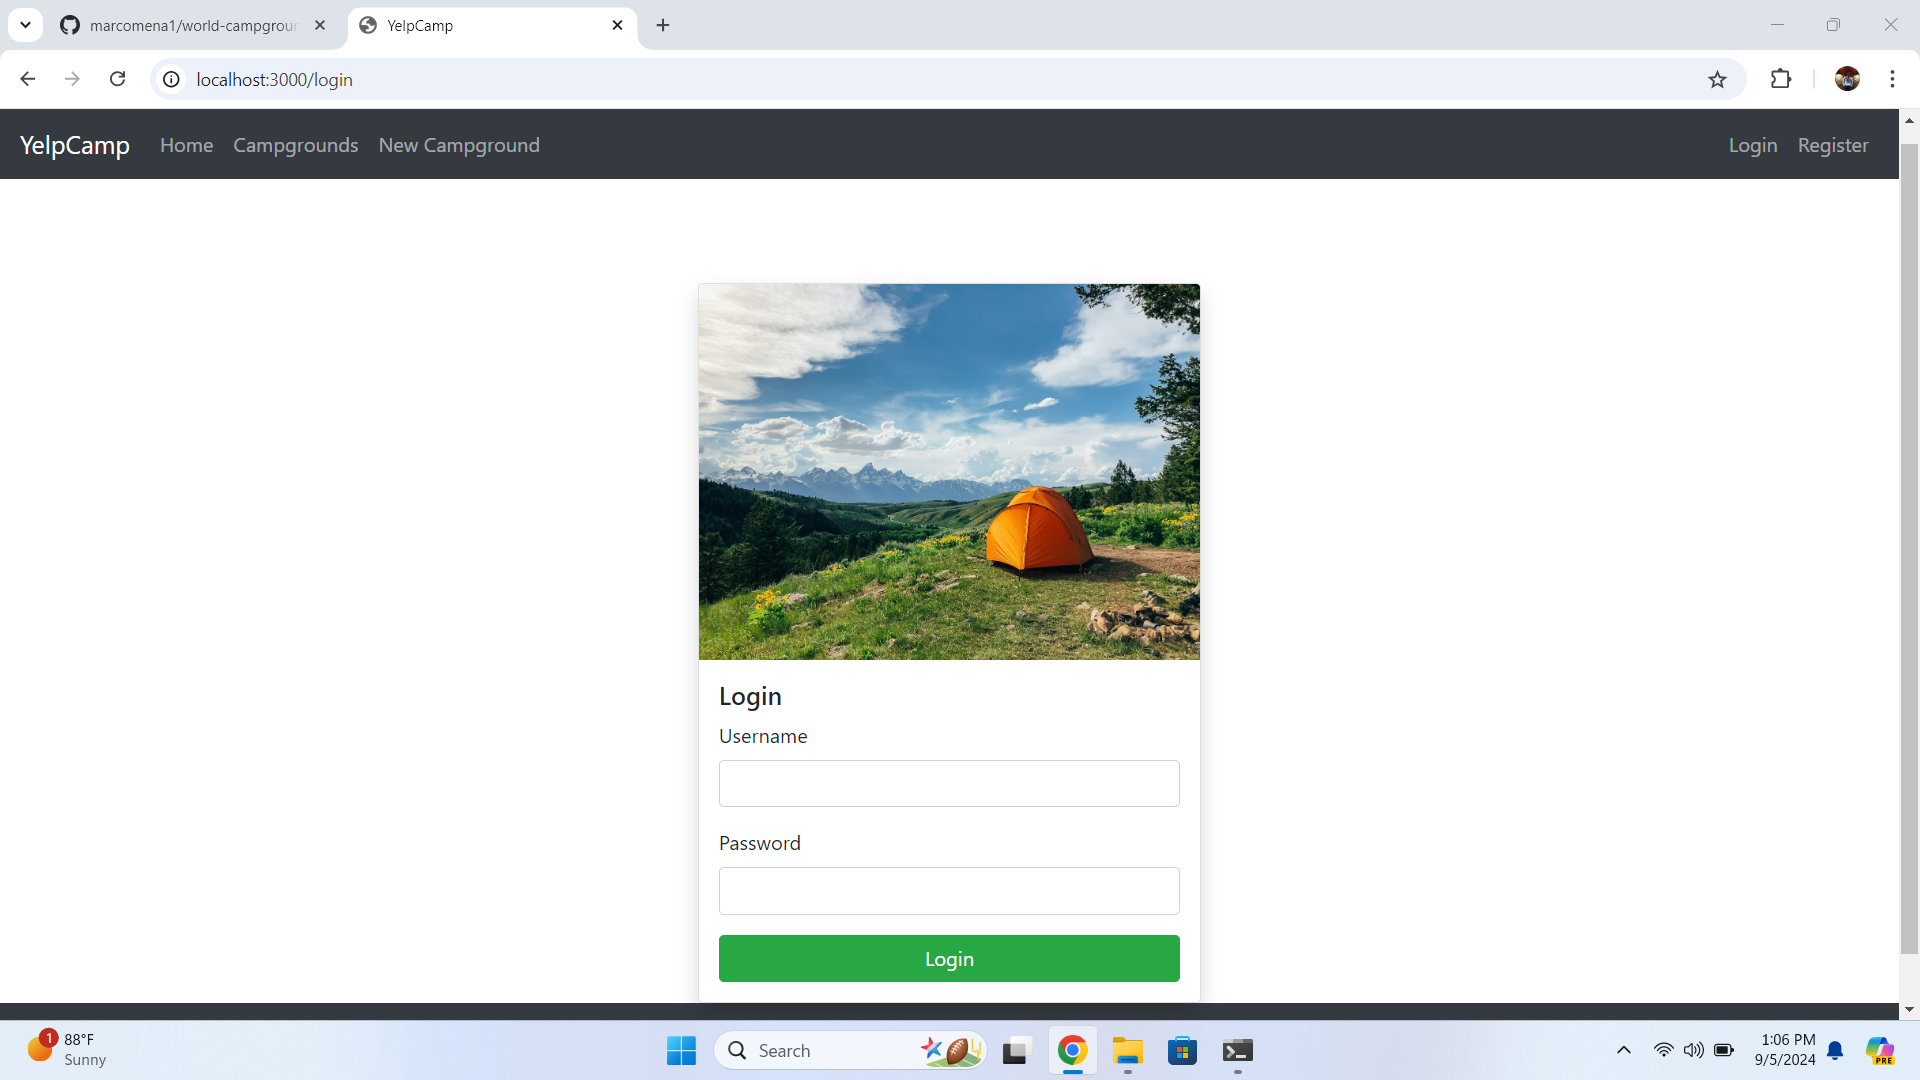 marcomena1/world-campgrour
YelpCamp
localhost:3000/login
YelpCamp Home Campgrounds New Campground Login Register
Login
Username
Password
Login
1
88°F
Sunny
Search
1:06 PM
9/5/2024
PRE